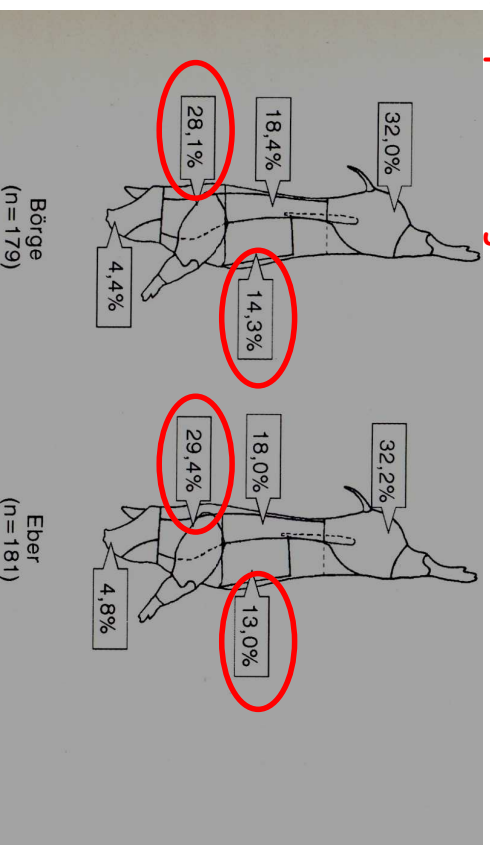 32,0%
18,4%
28,1%
14,3%
4,4%
Börge
(n=179)
32,2%
18,0%
29,4%
13,0%
4,8%
Eber
(n=181)